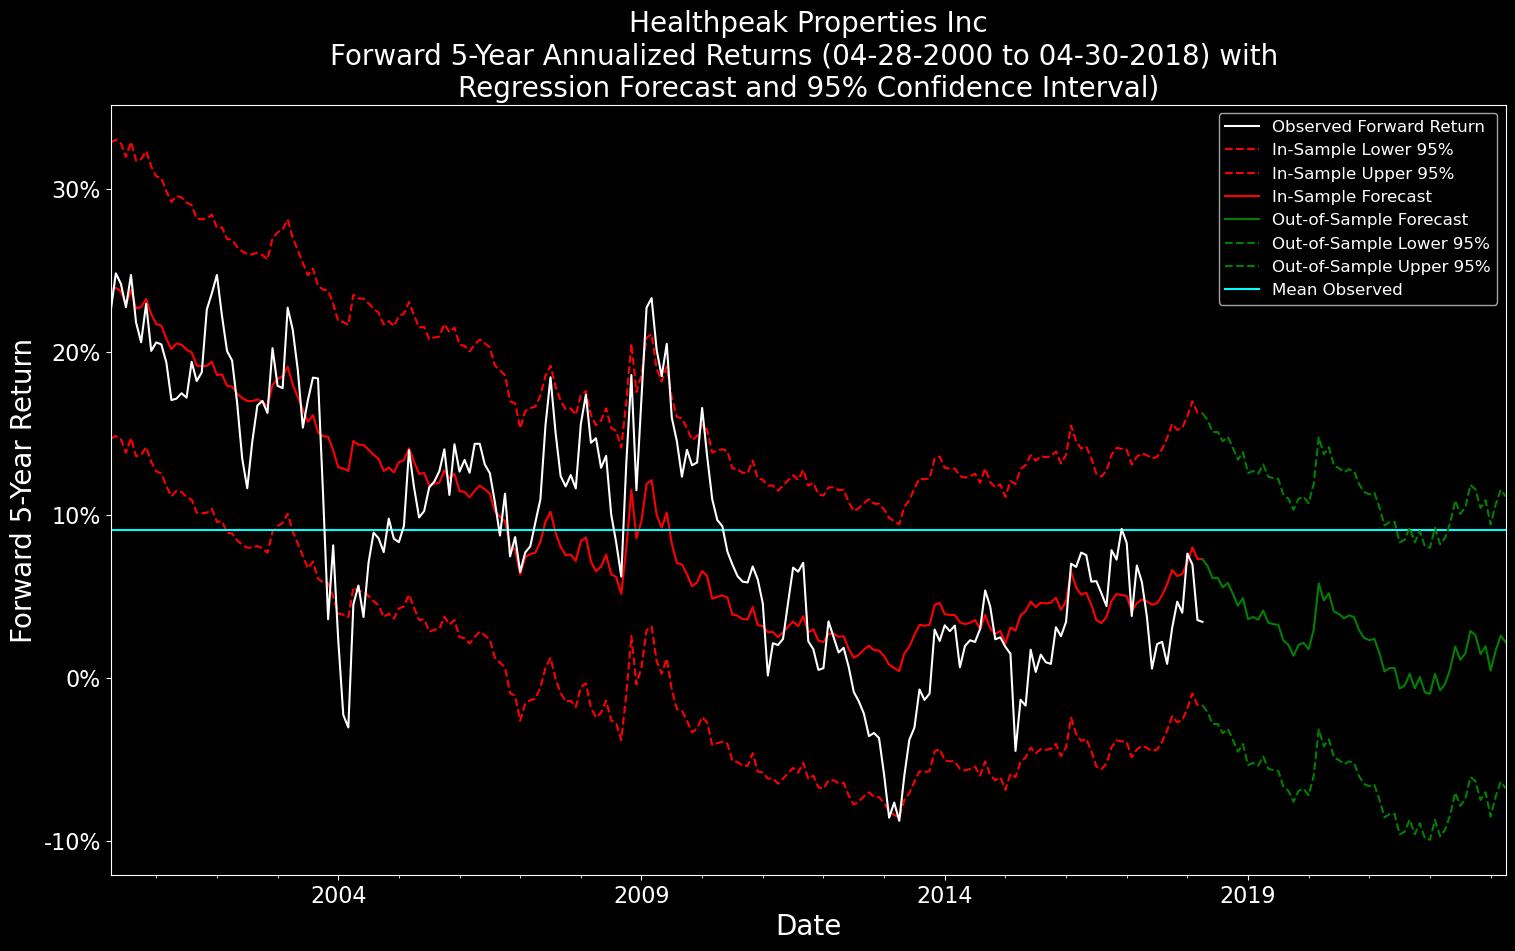 Healthpeak Properties Inc
Forward 5-Year Annualized Returns (04-28-2000 to 04-30-2018) with
Regression Forecast and 95% Confidence Interval)
Observed Forward Return
In-Sample Lower 95%
In-Sample Upper 95%
In-Sample Forecast
Out-of-Sample Forecast
Out-of-Sample Lower 95%
Out-of-Sample Upper 95%
Mean Observed
Forward 5-Year Return
30%
20%
10%
0%
-10%
2004
2009
2014
2019
Date